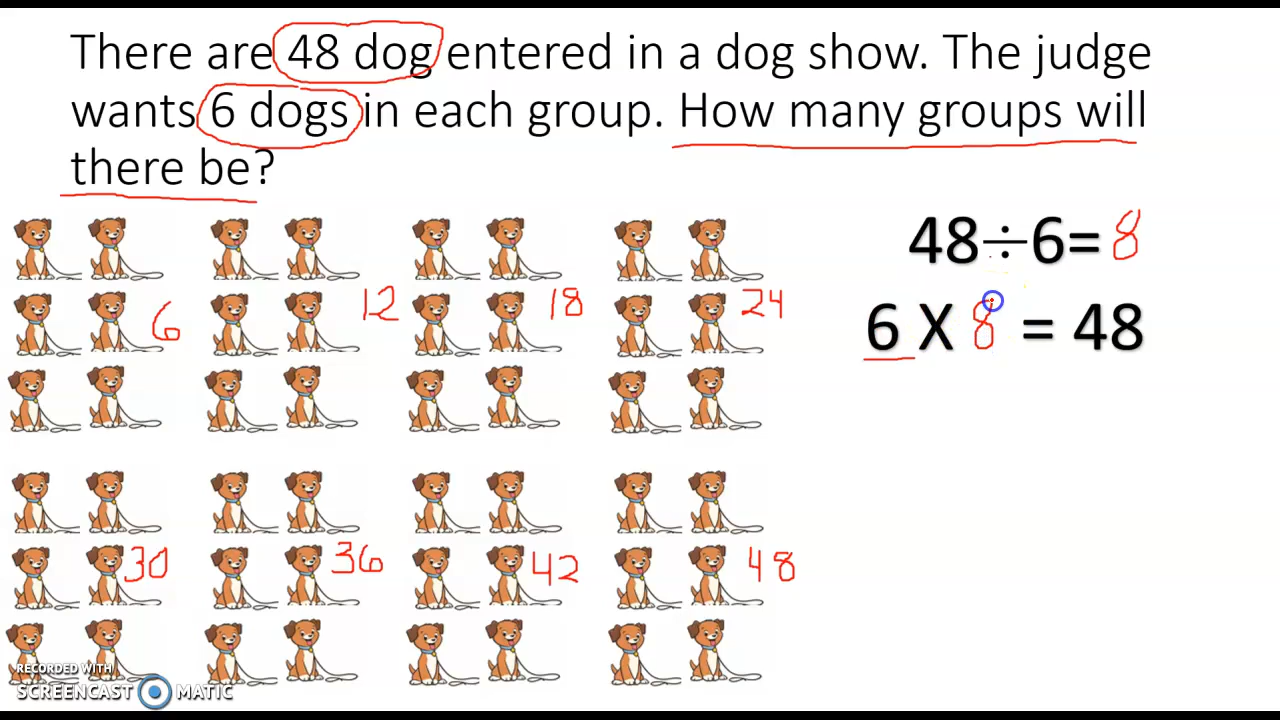 There are 48 dog entered in a dog show. The judge
wants 6 dogs in each group. How many groups will
there be?
48÷6= 8
6 X 8 = 48
6 12 18 24
30 36 42 48
RECORDED WITH
SCREENCAST MATIC